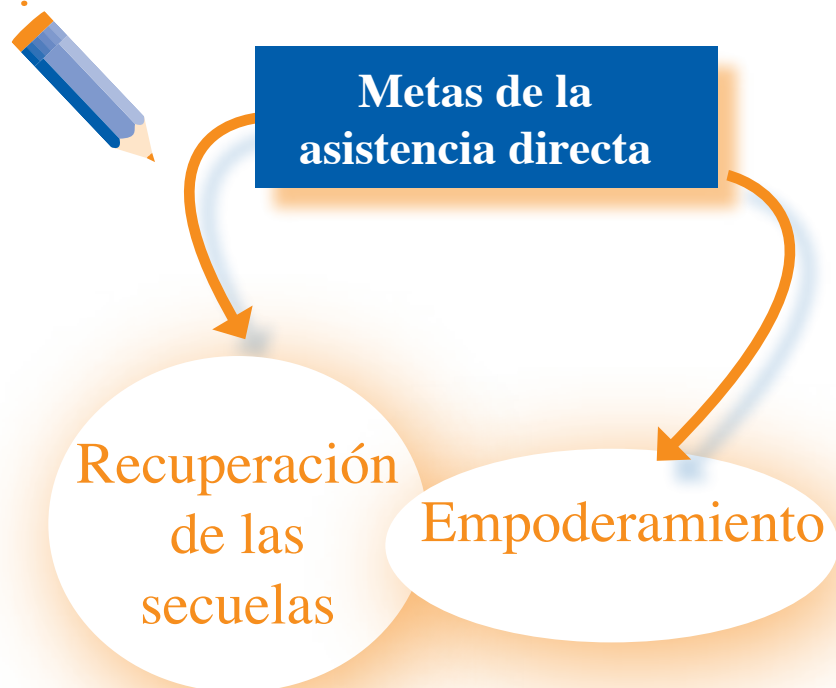 Metas de la
asistencia directa
Recuperación
de las
secuelas
Empoderamiento